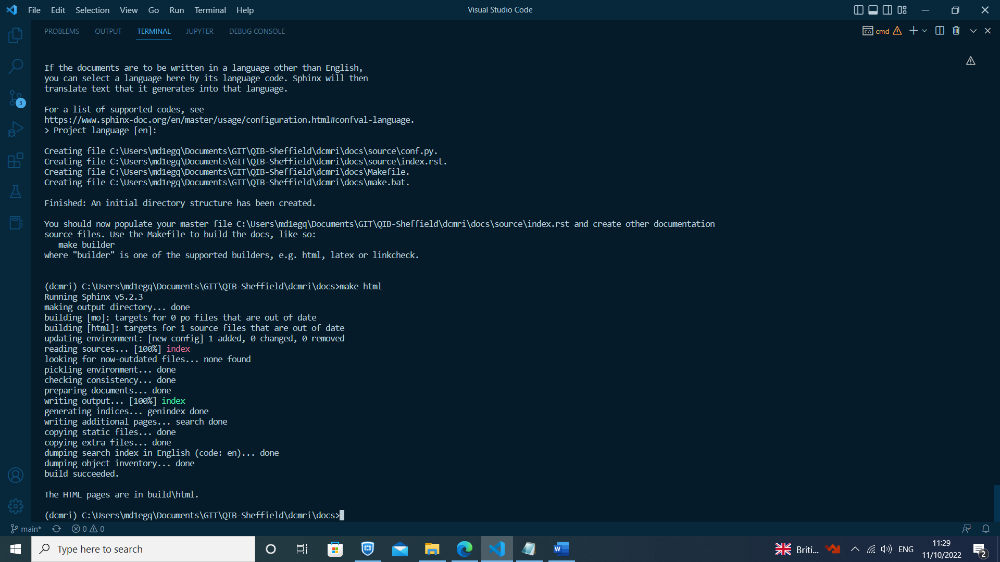 File Edit Selection View Go Run Terminal Help
Visual Studio Code
PROBLEMS OUTPUT TERMINAL JUPYTER DEBUG CONSOLE
cmd
If the documents are to be written in a language other than English,
you can select a language here by its language code. Sphinx will then
translate text that it generates into that language.
For a list of supported codes, see
https://www.sphinx-doc.org/en/master/usage/configuration.html#confval-language.
> Project language [en]:
Creating file C:\Users\md1egq\Documents\GIT\QIB-Sheffield\dcmri\docs\source\conf.py.
Creating file C:\Users\md1egq\Documents\GIT\QIB-Sheffield\dcmri\docs\source\index.rst.
Creating file C:\Users\md1egq\Documents\GIT\QIB-Sheffield\dcmri\docs\Makefile.
Creating file C:\Users\md1egq\Documents\GIT\QIB-Sheffield\dcmri\docs\make.bat.
Finished: An initial directory structure has been created.
You should now populate your master file C:\Users\md1egq\Documents\GIT\QIB-Sheffield\dcmri\docs\source\index.rst and create other documentation
source files. Use the Makefile to build the docs, like so:
make builder
where "builder" is one of the supported builders, e.g. html, latex or linkcheck.
(dcmri) C:\Users\md1egq\Documents\GIT\QIB-Sheffield\dcmri\docs>make html
Running Sphinx v5.2.3
making output directory... done
building [mo]: targets for 0 po files that are out of date
building [html]: targets for 1 source files that are out of date
updating environment: [new config] 1 added, 0 changed, 0 removed
reading sources... [100%] index
looking for now-outdated files... none found
pickling environment... done
checking consistency... done
preparing documents... done
writing output... [100%] index
generating indices... genindex done
writing additional pages... search done
copying static files... done
copying extra files... done
dumping search index in English (code: en)... done
dumping object inventory... done
build succeeded.
The HTML pages are in build\html.
(dcmri) C:\Users\md1egq\Documents\GIT\QIB-Sheffield\dcmri\docs>
3
main* 0 0
Type here to search
W
Briti... ENG
11:29
11/10/2022
2